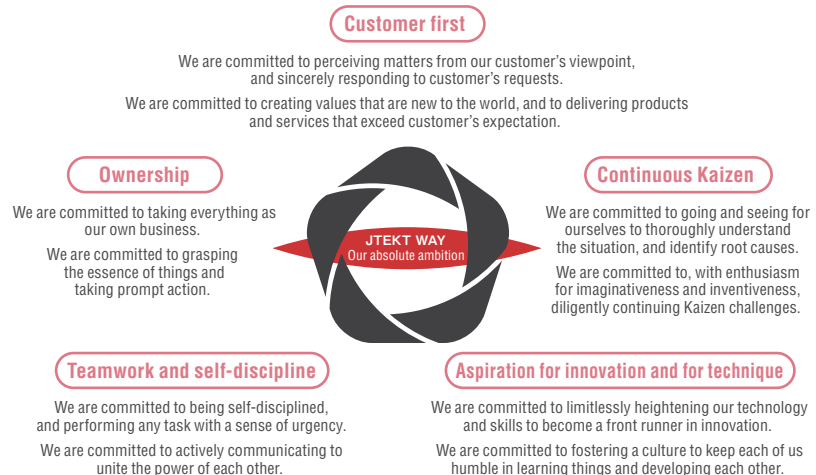 Customer first
We are committed to perceiving matters from our customer's viewpoint,
and sincerely responding to customer's requests.
We are committed to creating values that are new to the world, and to delivering products
and services that exceed customer's expectation.
Ownership
We are committed to taking everything as
our own business.
We are committed to grasping
the essence of things and
taking prompt action.
JTEKT WAY
Our absolute ambition
Continuous Kaizen
We are committed to going and seeing for
ourselves to thoroughly understand
the situation, and identify root causes.
We are committed to, with enthusiasm
for imaginativeness and inventiveness,
diligently continuing Kaizen challenges.
Teamwork and self-discipline
We are committed to being self-disciplined,
and performing any task with a sense of urgency.
We are committed to actively communicating to
unite the power of each other.
Aspiration for innovation and for technique
We are committed to limitlessly heightening our technology
and skills to become a front runner in innovation.
We are committed to fostering a culture to keep each of us
humble in learning things and developing each other.